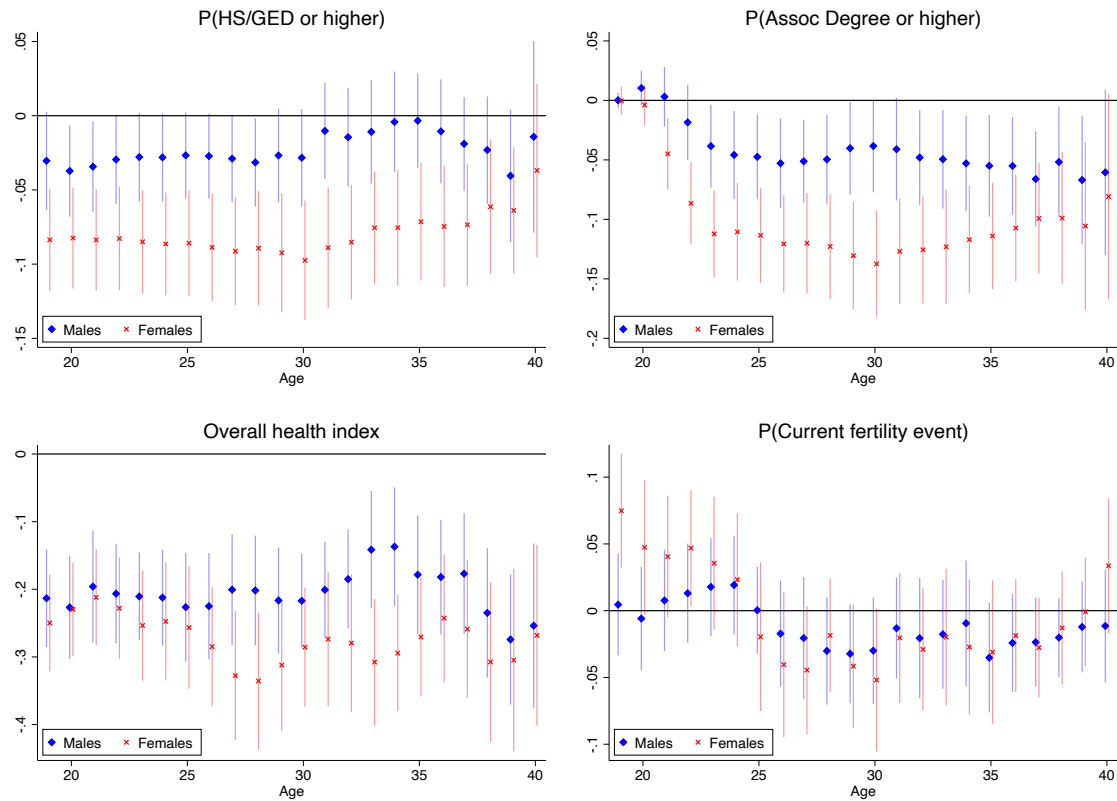 P(HS/GED or higher)
.05
0
-.05
-.1
-.15
Males Females
20 25 30 35 40
Age
P(Assoc Degree or higher)
.05
0
-.05
-.1
-.15
-.2
Males Females
20 25 30 35 40
Age
Overall health index
0
-.1
-.2
-.3
-.4
Males Females
20 25 30 35 40
Age
P(Current fertility event)
.1
.05
0
-.05
-.1
Males Females
20 25 30 35 40
Age